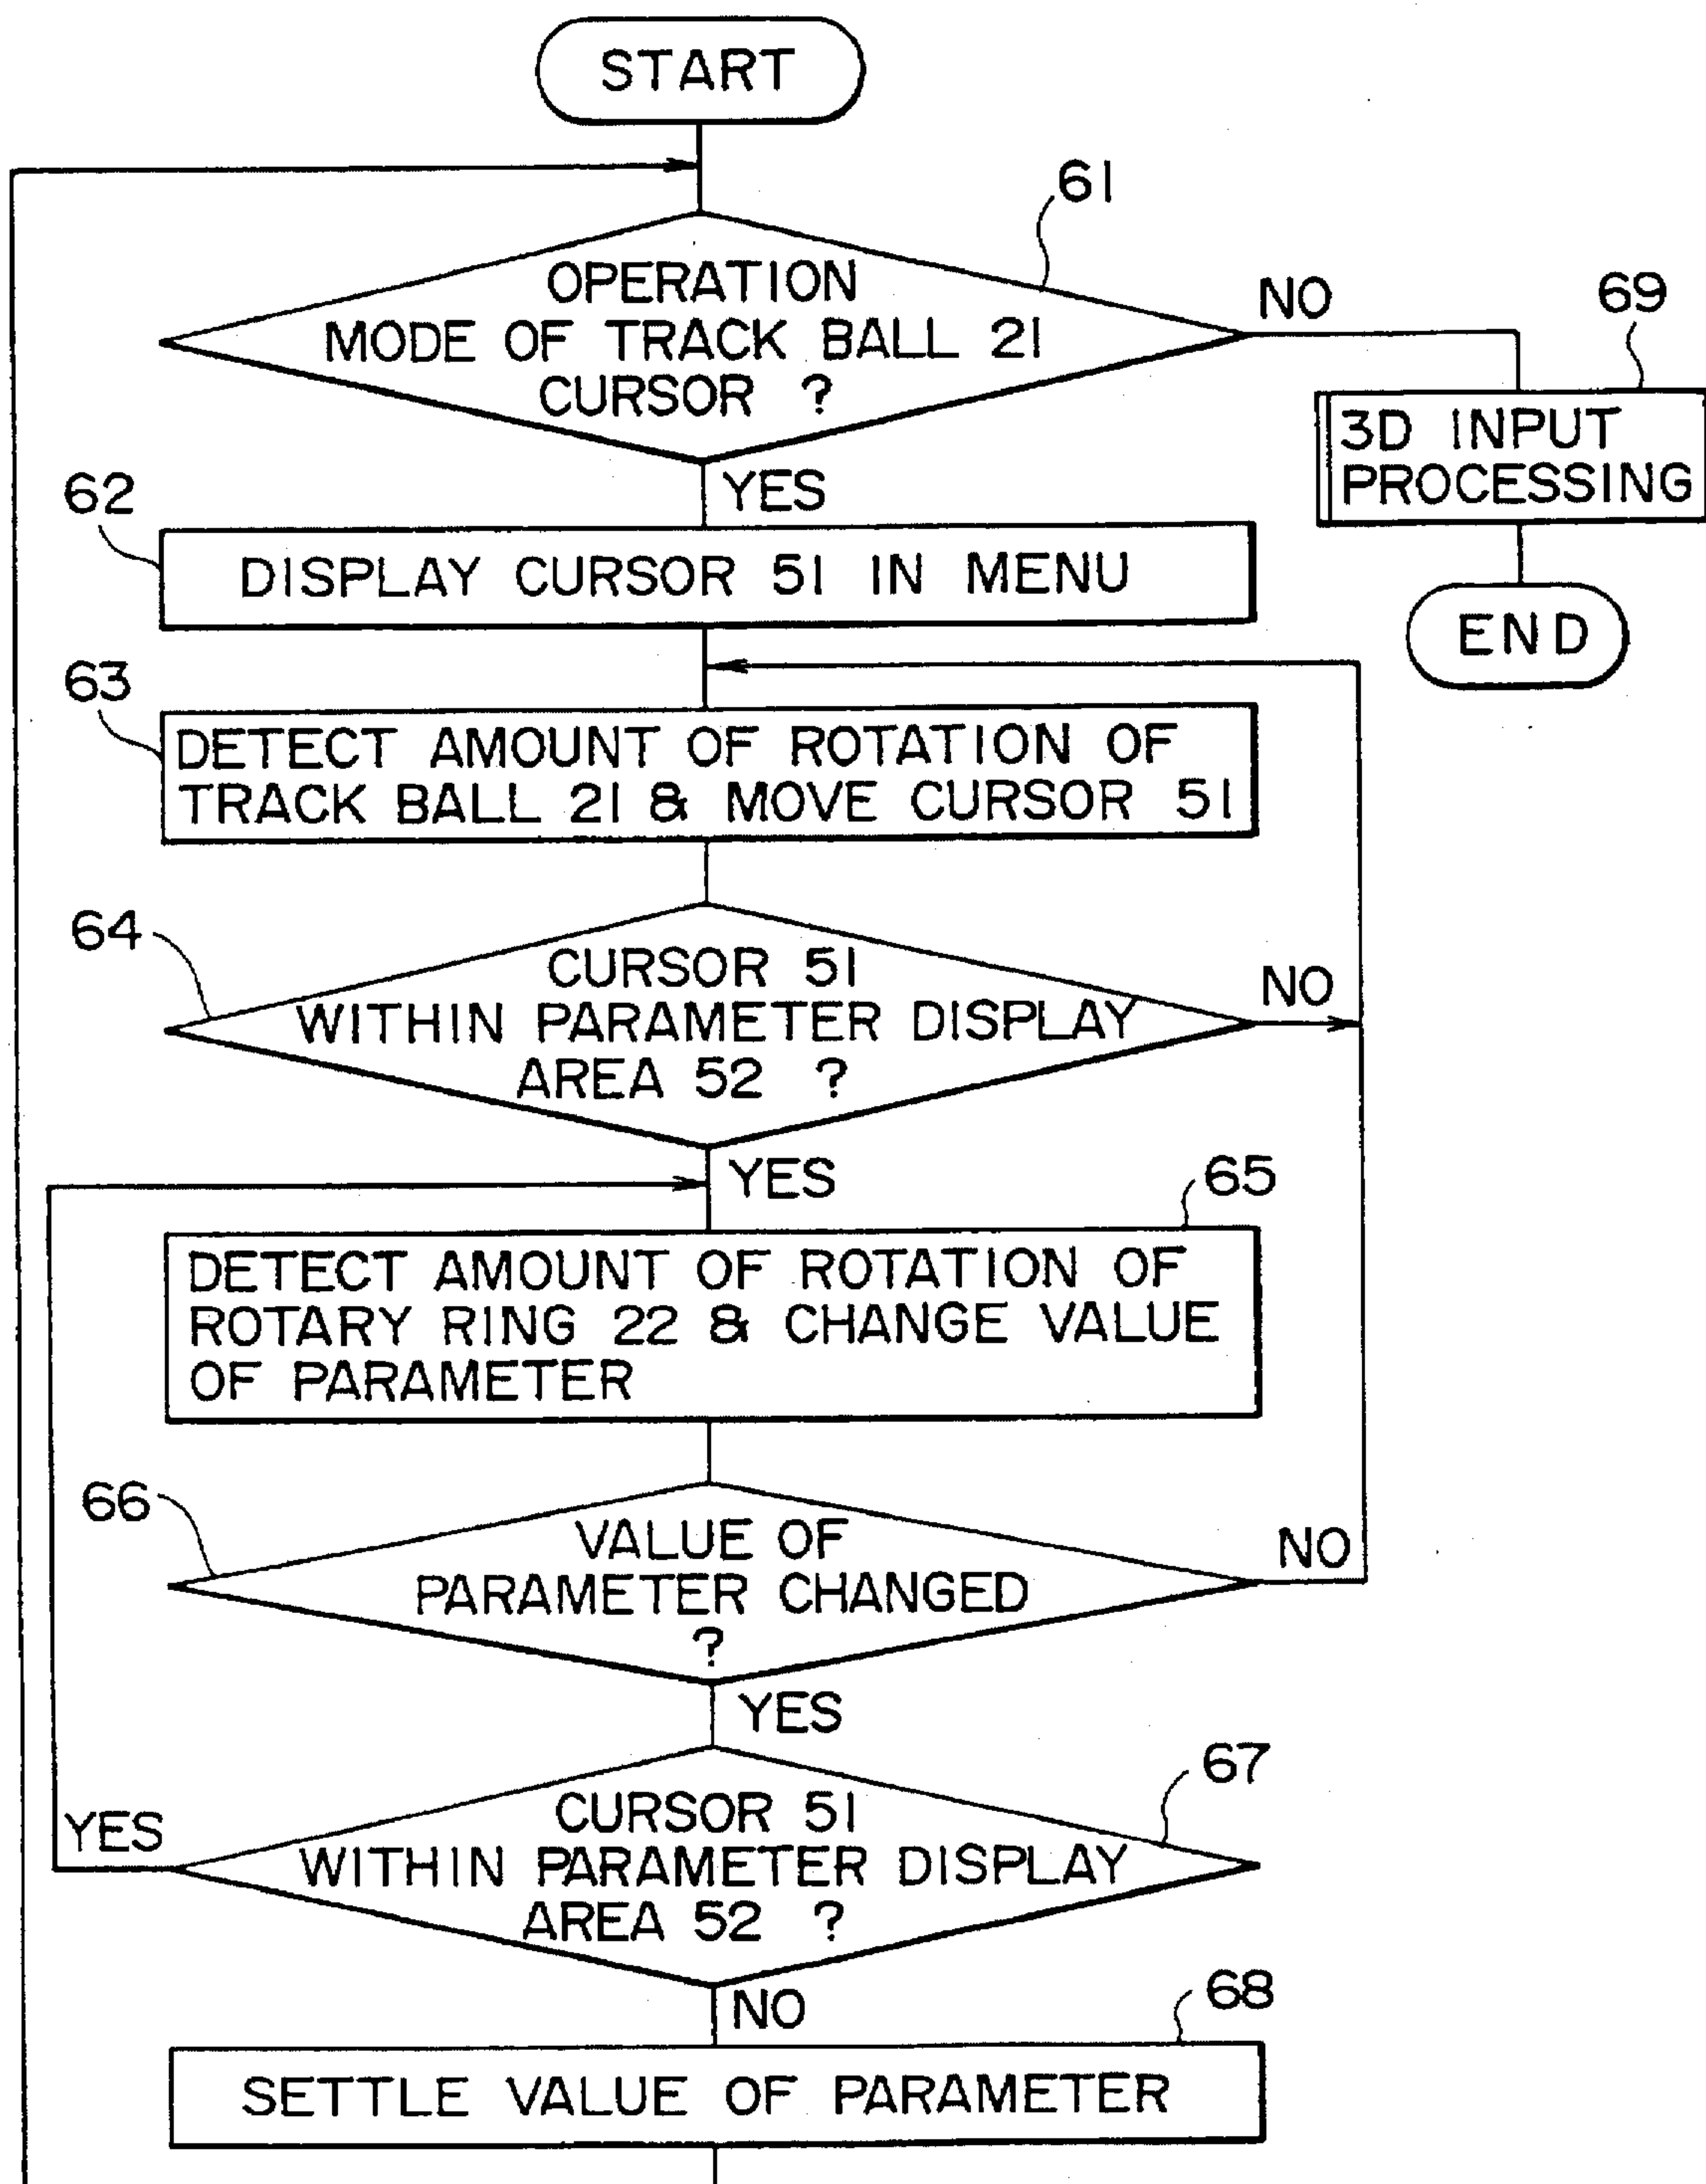 START
61
OPERATION
MODE OF TRACK BALL 21
CURSOR ?
NO
69
3D INPUT
PROCESSING
END
YES
62
DISPLAY CURSOR 51 IN MENU
63
DETECT AMOUNT OF ROTATION OF
TRACK BALL 21 & MOVE CURSOR 51
64
CURSOR 51
WITHIN PARAMETER DISPLAY
AREA 52 ?
NO
YES
65
DETECT AMOUNT OF ROTATION OF
ROTARY RING 22 & CHANGE VALUE
OF PARAMETER
66
VALUE OF
PARAMETER CHANGED
?
NO
YES
67
CURSOR 51
WITHIN PARAMETER DISPLAY
AREA 52 ?
YES
NO
68
SETTLE VALUE OF PARAMETER